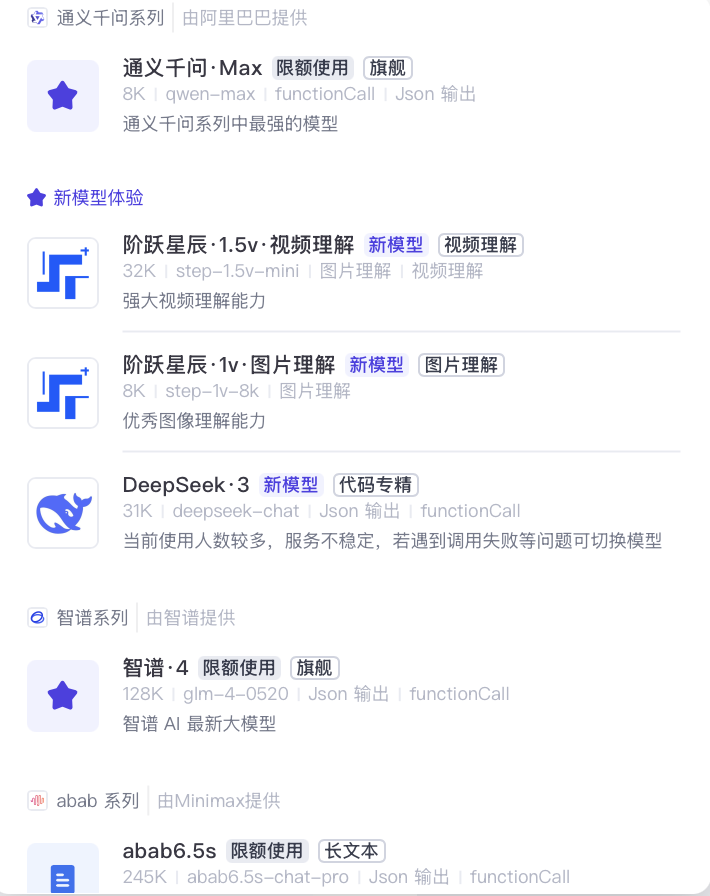 通义千问系列 由阿里巴巴提供
通义千问·Max 限额使用 旗舰
8K qwen-max functionCall Json 输出
通义千问系列中最强的模型
新模型体验
阶跃星辰·1.5v·视频理解 新模型 视频理解
32K step-1.5v-mini 图片理解 视频理解
强大视频理解能力
阶跃星辰·1v·图片理解 新模型 图片理解
8K step-1v-8k 图片理解
优秀图像理解能力
DeepSeek·3 新模型 代码专精
31K deepseek-chat Json 输出 functionCall
当前使用人数较多，服务不稳定，若遇到调用失败等问题可切换模型
智谱系列 由智谱提供
智谱·4 限额使用 旗舰
128K glm-4-0520 Json 输出 functionCall
智谱 AI 最新大模型
abab 系列 由Minimax提供
abab6.5s 限额使用 长文本
245K abab6.5s-chat-pro Json 输出 functionCall